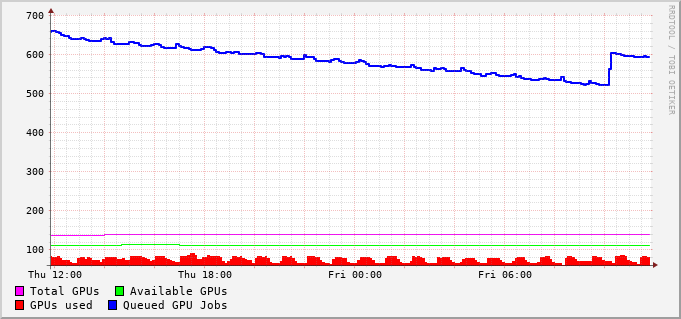 700
600
500
400
300
200
100
Thu 12:00 Thu 18:00 Fri 00:00 Fri 06:00
Total GPUs Available GPUs
GPUs used Queued GPU Jobs
RRDTOOL / TOBI OETIKER